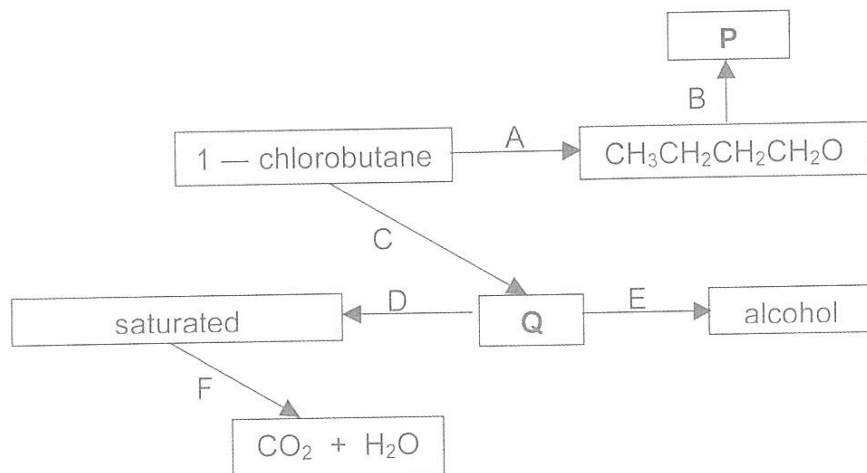 P
B
1 — chlorobutane
A
CH₃CH₂CH₂CH₂O
C
saturated
D
Q
E
alcohol
F
CO₂ + H₂O